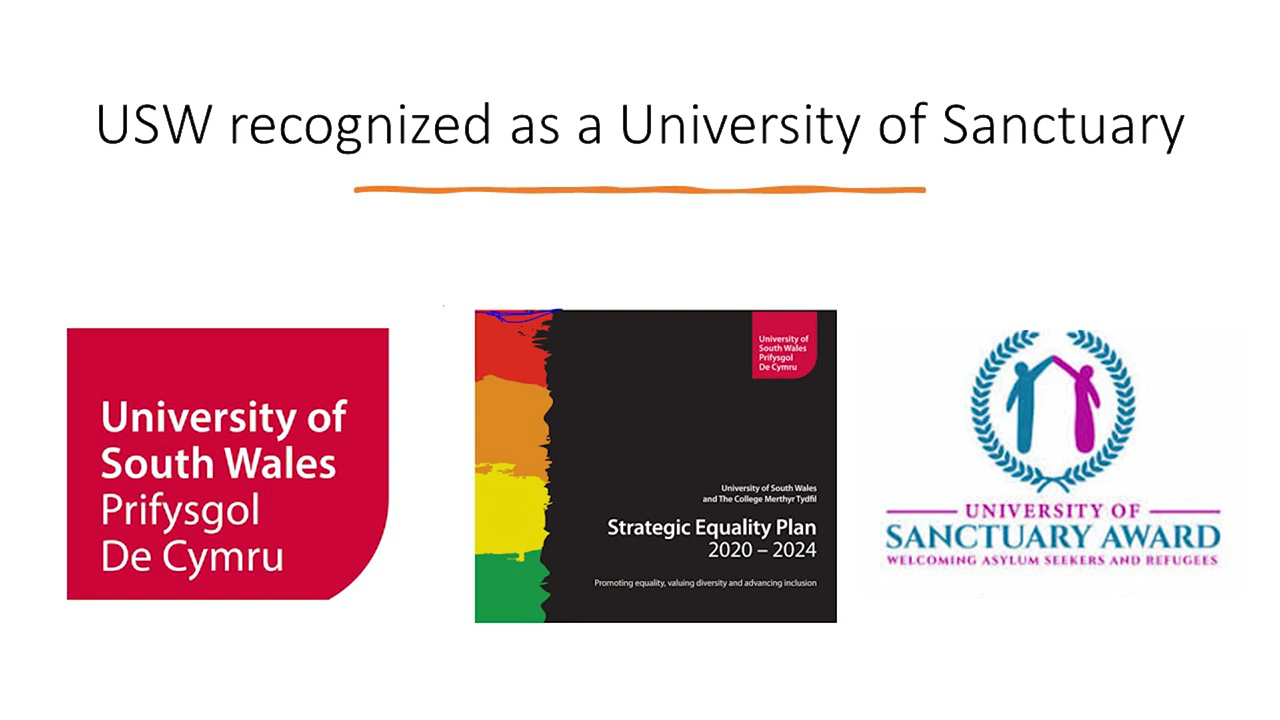 USW recognized as a University of Sanctuary
University of
South Wales
Prifysgol
De Cymru
University of
South Wales
Prifysgol
De Cymru
University of South Wales
and The College Merthyr Tydfil
Strategic Equality Plan
2020 – 2024
Promoting equality, valuing diversity and advancing inclusion
UNIVERSITY OF
SANCTUARY AWARD
WELCOMING ASYLUM SEEKERS AND REFUGEES